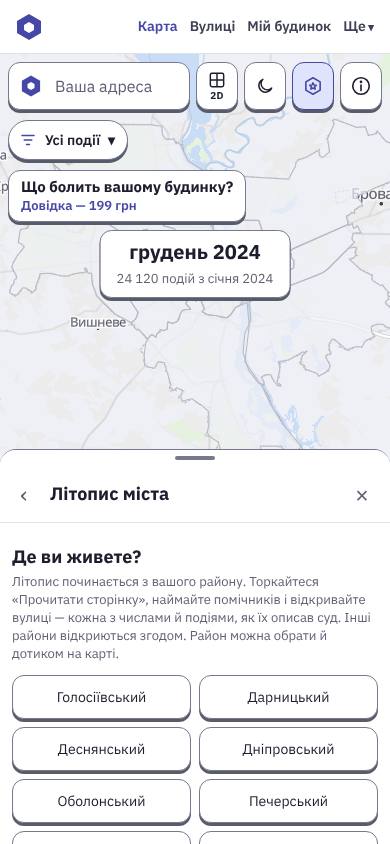 Карта Вулиці Мій будинок Ще ▾
Ваша адреса
2D
Усі події ▼
Що болить вашому будинку?
Довідка — 199 грн
Брова
грудень 2024
24 120 подій з січня 2024
Вишневе
Літопис міста
Де ви живете?
Літопис починається з вашого району. Торкайтеся
«Прочитати сторінку», наймайте помічників і відкривайте
вулиці — кожна з числами й подіями, як їх описав суд. Інші
райони відкриються згодом. Район можна обрати й
дотиком на карті.
Голосіївський Дарницький
Деснянський Дніпровський
Оболонський Печерський